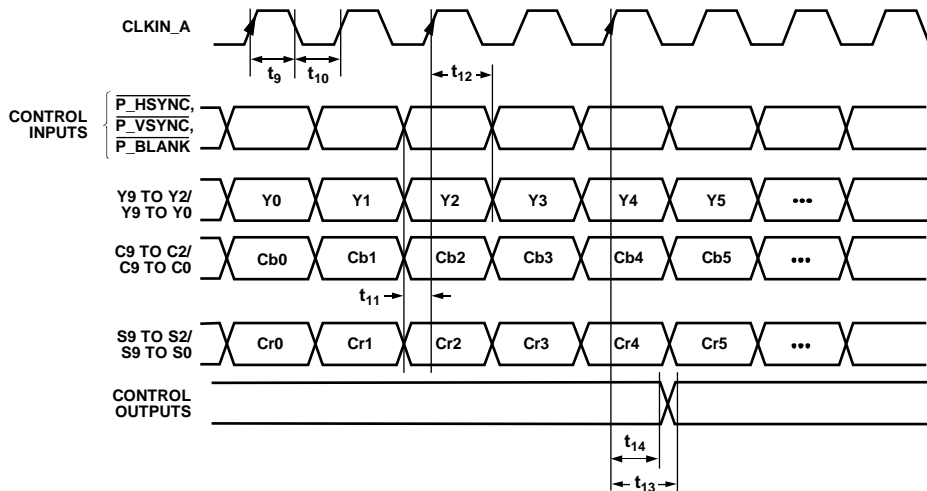 CLKIN_A
t9
t10
t12
CONTROL
INPUTS
P_HSYNC,
P_VSYNC,
P_BLANK
Y9 TO Y2/
Y9 TO Y0
Y0 Y1 Y2 Y3 Y4 Y5 •••
C9 TO C2/
C9 TO C0
Cb0 Cb1 Cb2 Cb3 Cb4 Cb5 •••
t11
S9 TO S2/
S9 TO S0
Cr0 Cr1 Cr2 Cr3 Cr4 Cr5 •••
CONTROL
OUTPUTS
t14
t13